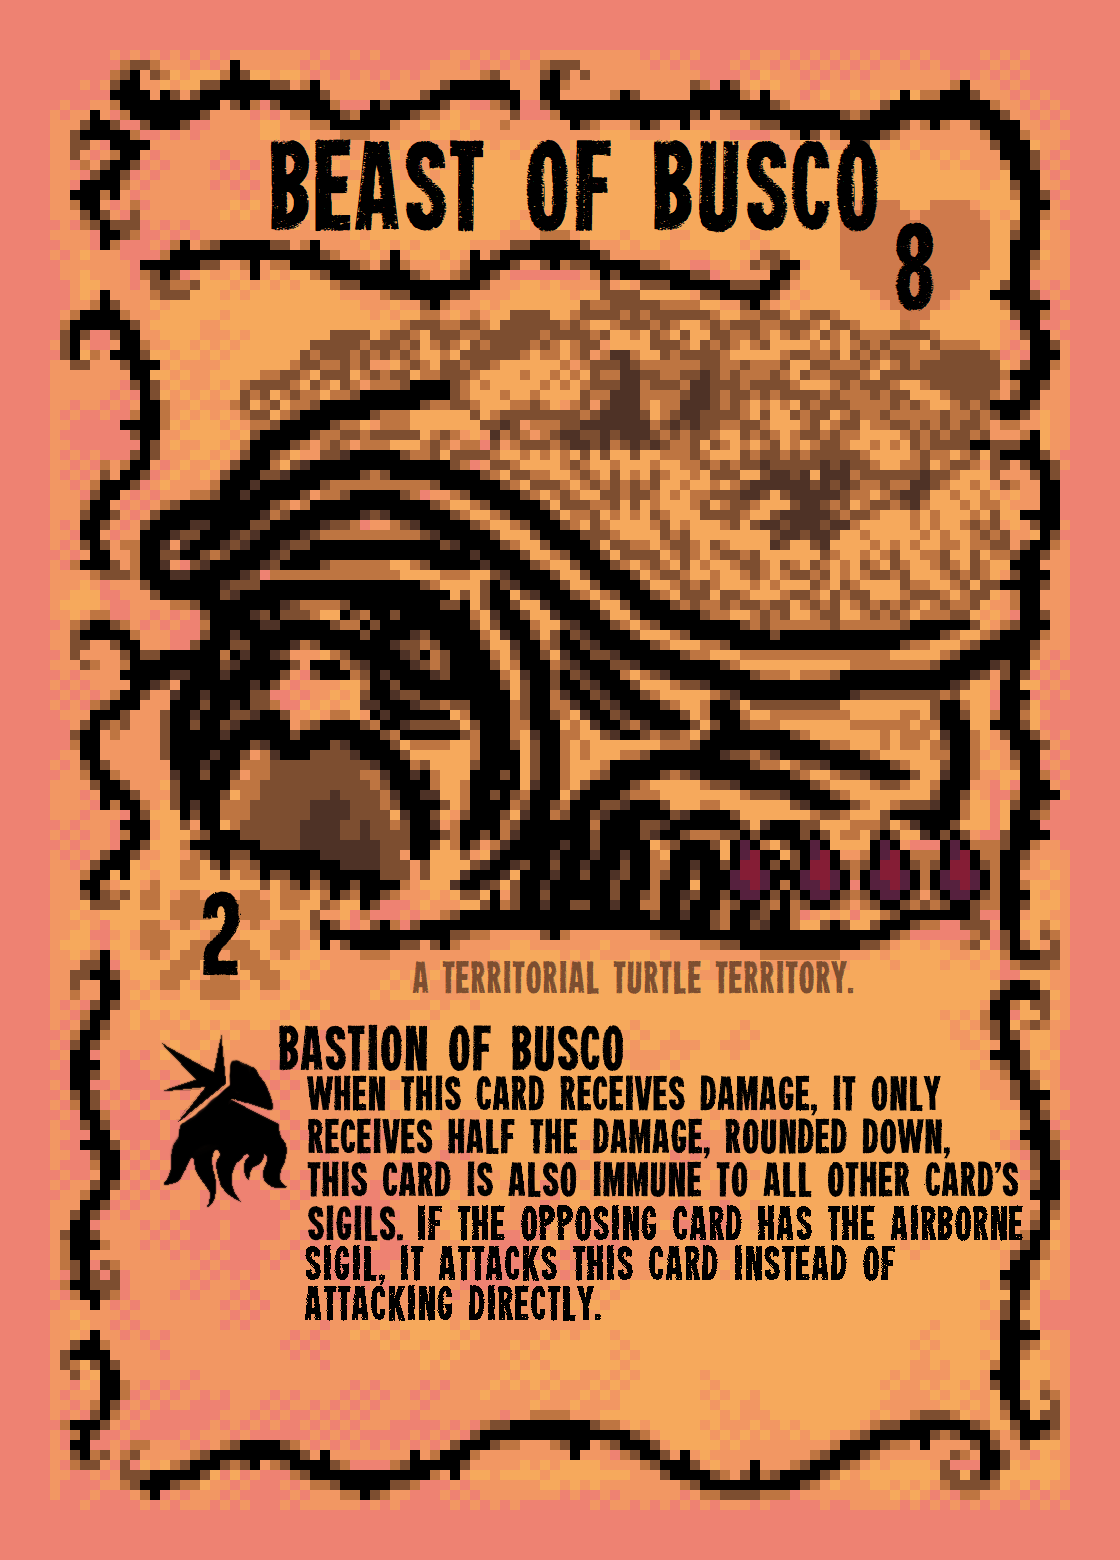 BEAST OF BUSCO
8
2
A TERRITORIAL TURTLE TERRITORY.
BASTION OF BUSCO
WHEN THIS CARD RECEIVES DAMAGE, IT ONLY
RECEIVES HALF THE DAMAGE, ROUNDED DOWN,
THIS CARD IS ALSO IMMUNE TO ALL OTHER CARD'S
SIGILS. IF THE OPPOSING CARD HAS THE AIRBORNE
SIGIL, IT ATTACKS THIS CARD INSTEAD OF
ATTACKING DIRECTLY.